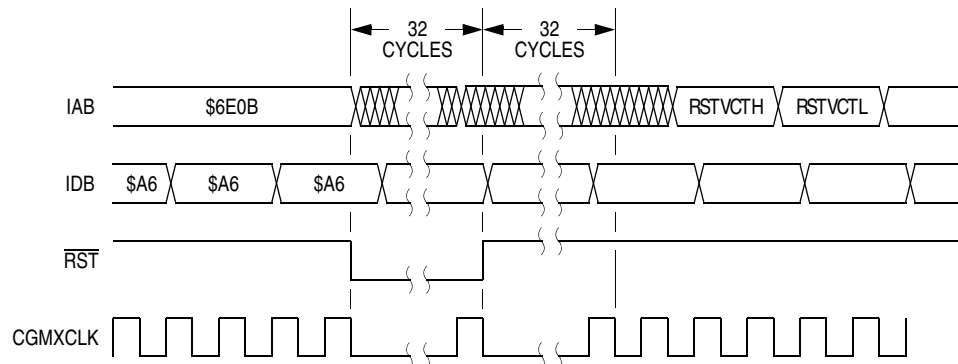 32
CYCLES
32
CYCLES
IAB $6E0B RSTVCTH RSTVCTL
IDB $A6 $A6 $A6
RST
CGMXCLK